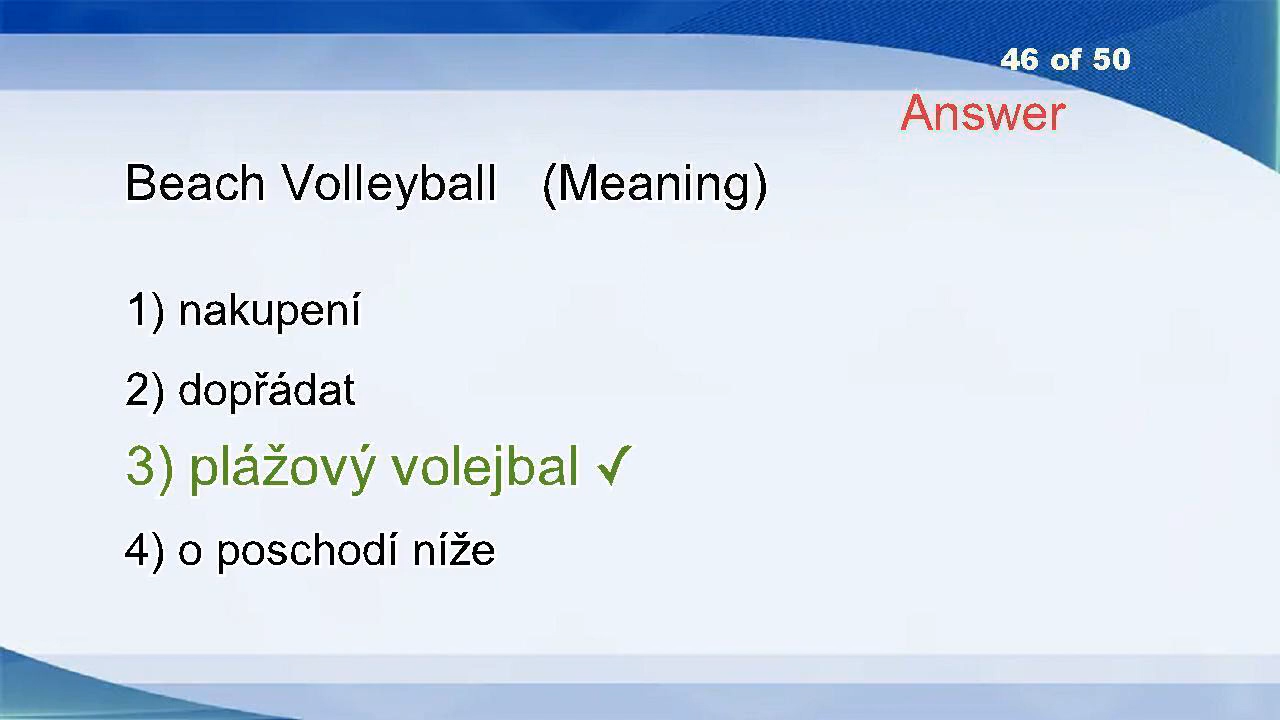 46 of 50
Answer
Beach Volleyball (Meaning)
1) nakupení
2) dopřádat
3) plážový volejbal ✓
4) o poschodí níže